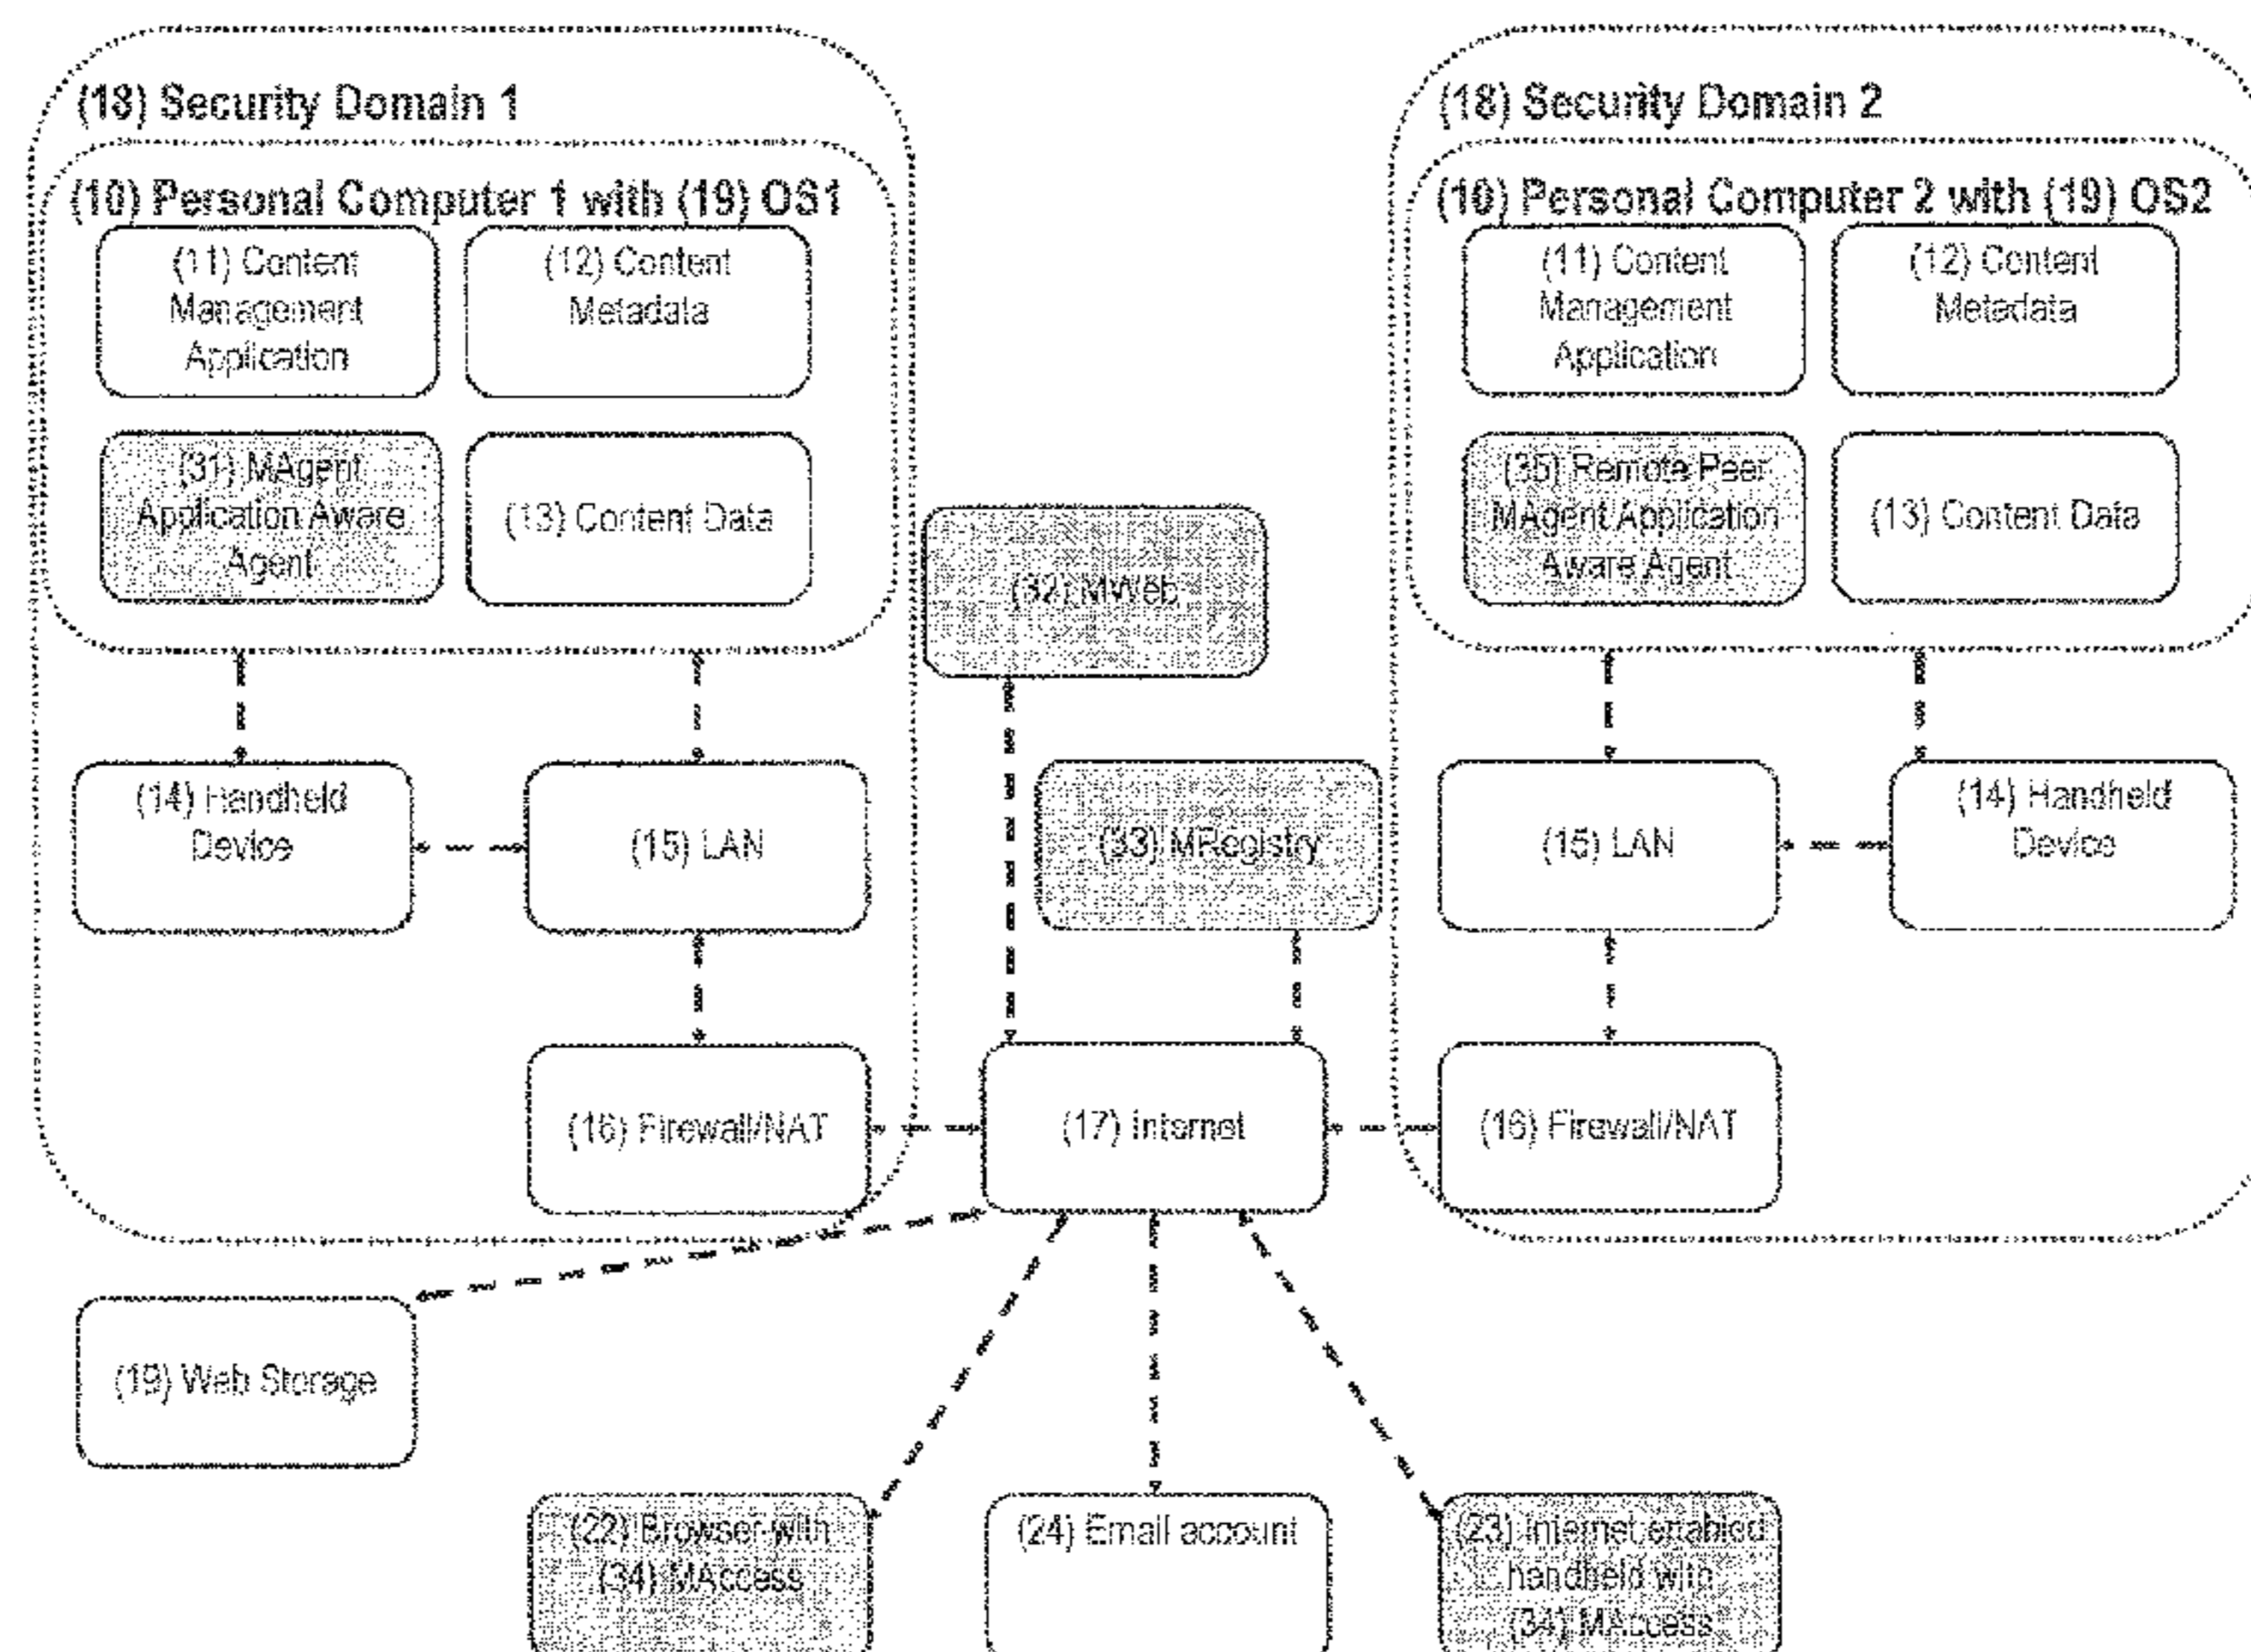 (18) Security Domain 1
(10) Personal Computer 1 with (19) OS1
(11) Content
Management
Application
(12) Content
Metadata
(31) MAgent
Application Aware
Agent
(13) Content Data
(14) Handheld
Device
(15) LAN
(16) Firewall/NAT
(32) MWeb
(33) MRegistry
(17) Internet
(18) Security Domain 2
(10) Personal Computer 2 with (19) OS2
(11) Content
Management
Application
(12) Content
Metadata
(35) Remote Peer
MAgent Application
Aware Agent
(13) Content Data
(15) LAN
(14) Handheld
Device
(16) Firewall/NAT
(19) Web Storage
(22) Browser with
(34) MAccess
(24) Email account
(23) Internet enabled
handheld with
(34) MAccess